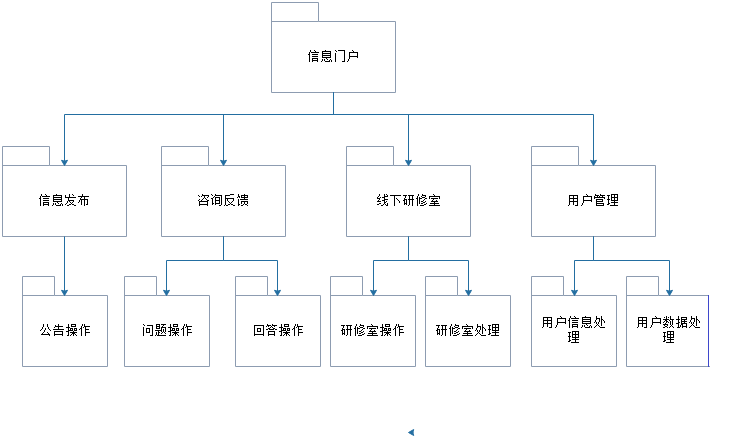 信息门户
信息发布
咨询反馈
线下研修室
用户管理
公告操作
问题操作
回答操作
研修室操作
研修室处理
用户信息处
理
用户数据处
理